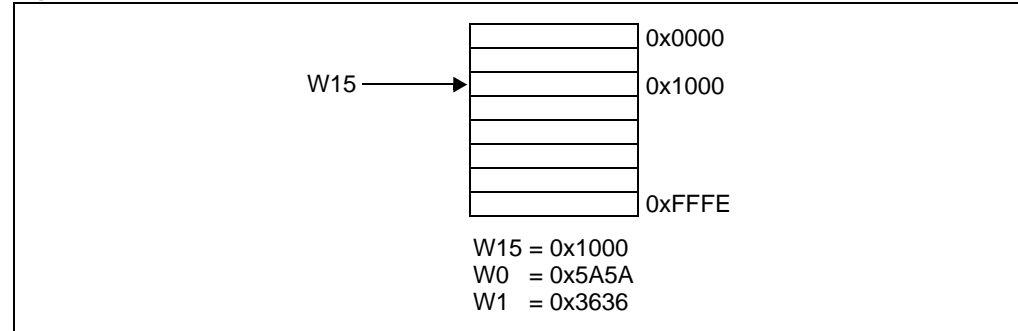 0x0000
W15 0x1000
0xFFFE
W15 = 0x1000
W0 = 0x5A5A
W1 = 0x3636